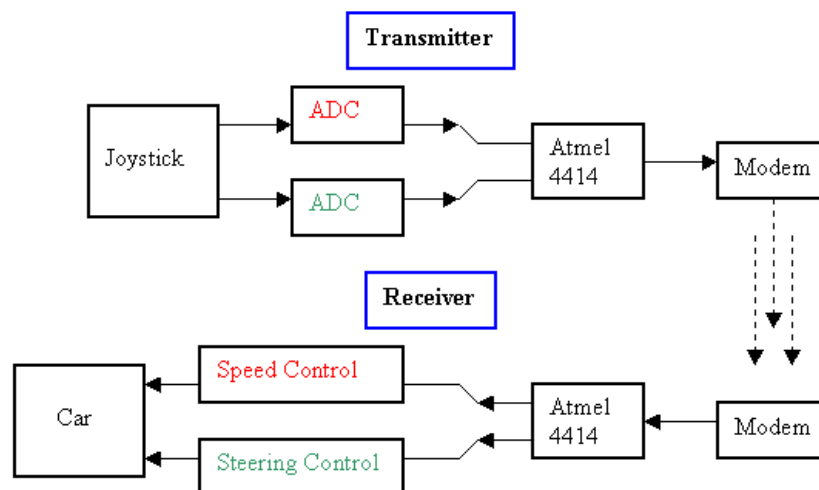 Transmitter
ADC
Joystick
Atmel
4414
Modem
ADC
Receiver
Speed Control
Car
Atmel
4414
Modem
Steering Control